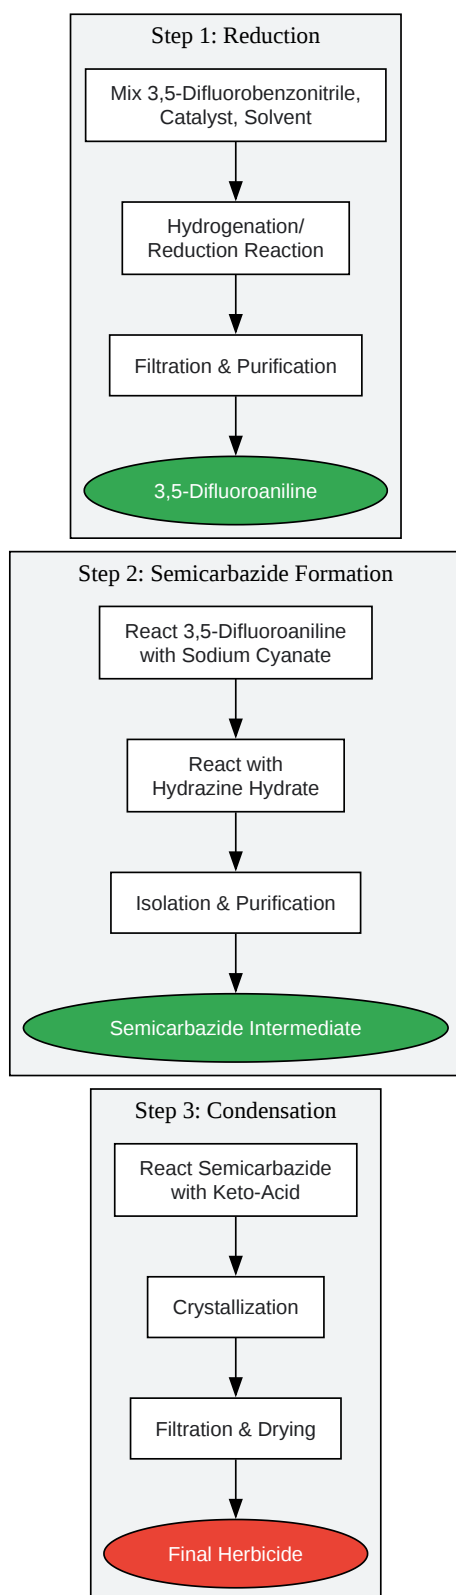 Step 1: Reduction
Mix 3,5-Difluorobenzonitrile,
Catalyst, Solvent
Hydrogenation/
Reduction Reaction
Filtration & Purification
3,5-Difluoroaniline
Step 2: Semicarbazide Formation
React 3,5-Difluoroaniline
with Sodium Cyanate
React with
Hydrazine Hydrate
Isolation & Purification
Semicarbazide Intermediate
Step 3: Condensation
React Semicarbazide
with Keto-Acid
Crystallization
Filtration & Drying
Final Herbicide